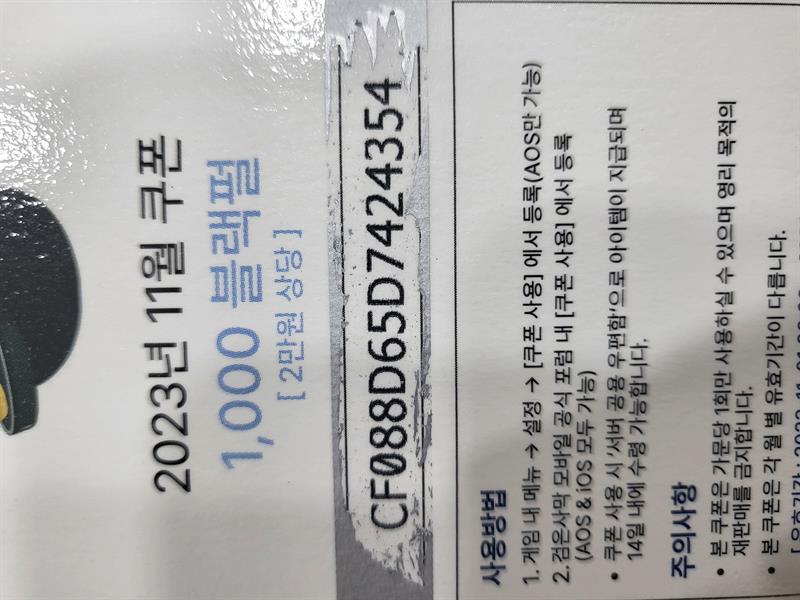 2023년 11월 쿠폰
1,000 블랙펄
[ 2만원 상당 ]
CF088D65D7424354
사용방법
1. 게임 내 메뉴 → 설정 → [쿠폰 사용] 에서 등록(AOS만 가능)
2. 검은사막 모바일 공식 포럼 내 [쿠폰 사용] 에서 등록
(AOS & iOS 모두 가능)
• 쿠폰 사용 시 '서버 공용 우편함'으로 아이템이 지급되며
14일 내에 수령 가능합니다.
주의사항
• 본 쿠폰은 가문당 1회만 사용하실 수 있으며 영리 목적의
재판매를 금지합니다.
• 본 쿠폰은 각 월 별 유효기간이 다릅니다.